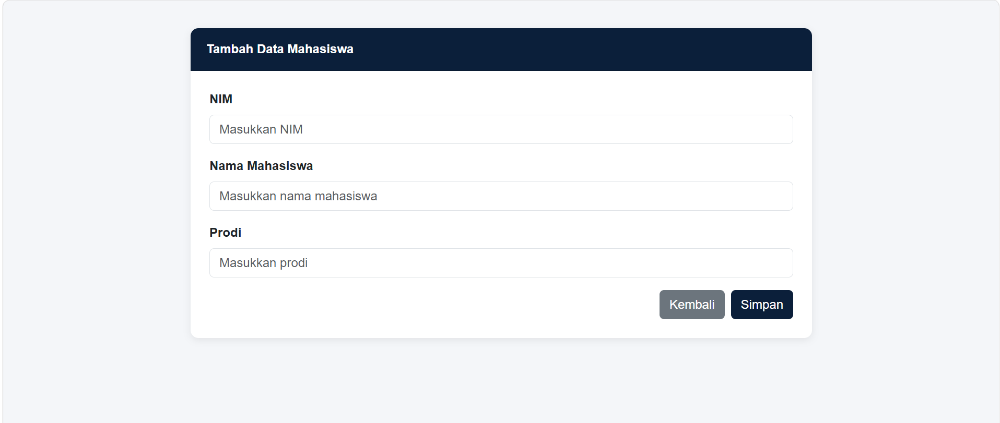 Tambah Data Mahasiswa
NIM
Masukkan NIM
Nama Mahasiswa
Masukkan nama mahasiswa
Prodi
Masukkan prodi
Kembali Simpan